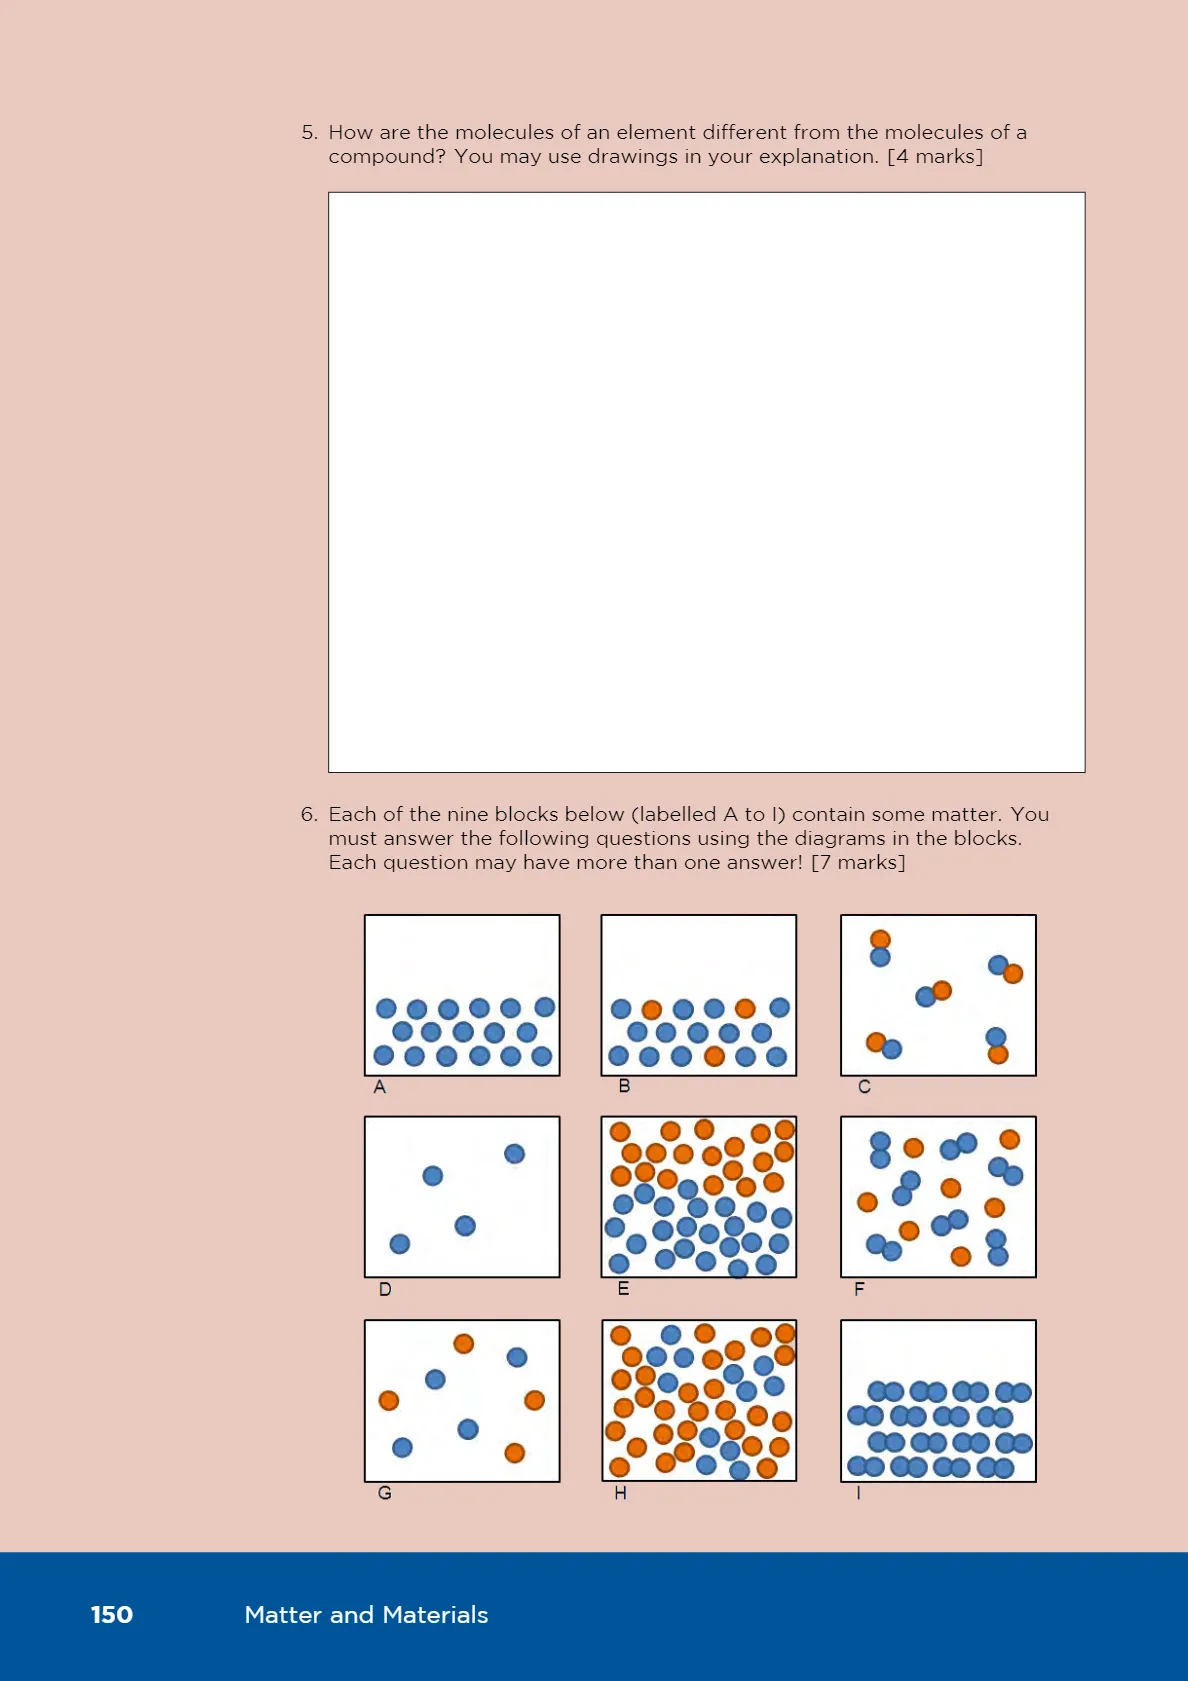 5. How are the molecules of an element different from the molecules of a
compound? You may use drawings in your explanation. [4 marks]
6. Each of the nine blocks below (labelled A to I) contain some matter. You
must answer the following questions using the diagrams in the blocks.
Each question may have more than one answer! [7 marks]
A
B
C
D
E
F
G
H
I
150
Matter and Materials